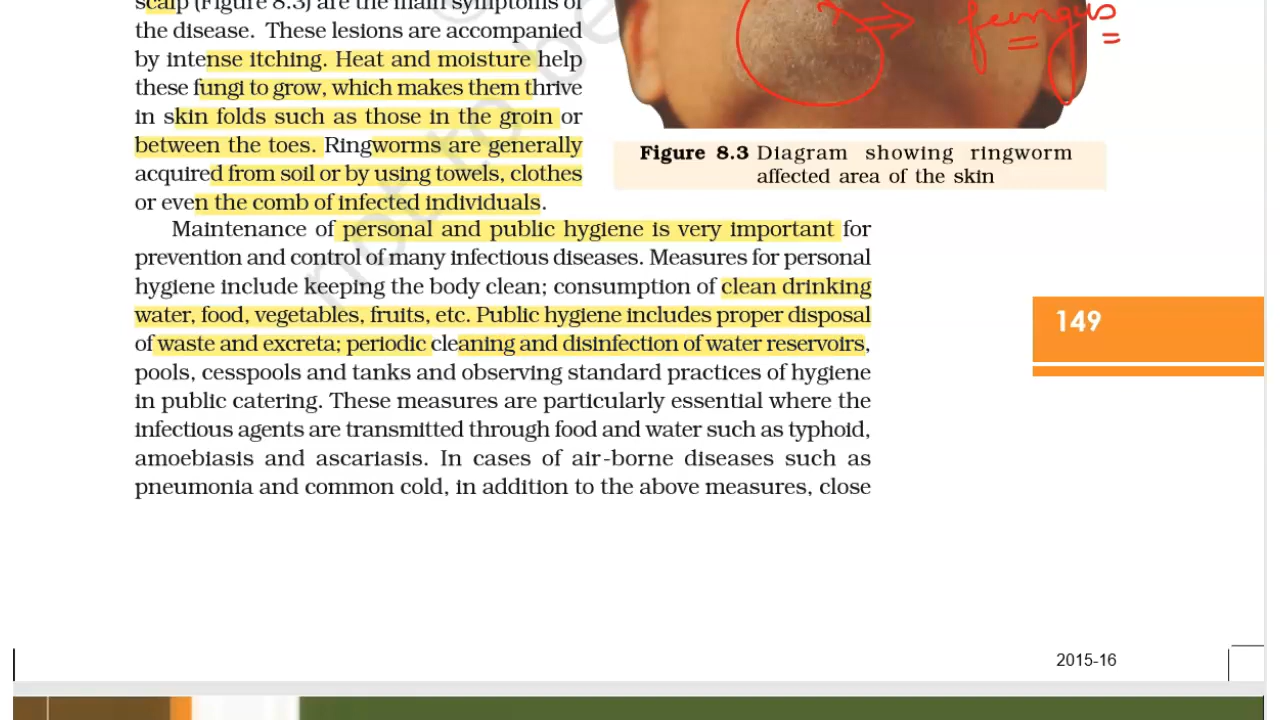 scalp (Figure 8.3) are the main symptoms of
the disease. These lesions are accompanied
by intense itching. Heat and moisture help
these fungi to grow, which makes them thrive
in skin folds such as those in the groin or
between the toes. Ringworms are generally
acquired from soil or by using towels, clothes
or even the comb of infected individuals.
fungus
Figure 8.3 Diagram showing ringworm
affected area of the skin
Maintenance of personal and public hygiene is very important for
prevention and control of many infectious diseases. Measures for personal
hygiene include keeping the body clean; consumption of clean drinking
water, food, vegetables, fruits, etc. Public hygiene includes proper disposal
of waste and excreta; periodic cleaning and disinfection of water reservoirs,
pools, cesspools and tanks and observing standard practices of hygiene
in public catering. These measures are particularly essential where the
infectious agents are transmitted through food and water such as typhoid,
amoebiasis and ascariasis. In cases of air-borne diseases such as
pneumonia and common cold, in addition to the above measures, close
149
not to be
2015-16